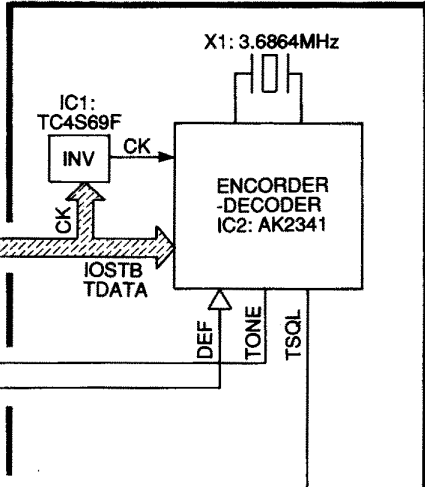 X1: 3.6864MHz
IC1:
TC4S69F
INV
CK
CK
ENCORDER
-DECODER
IC2: AK2341
IOSTB
TDATA
DEF
TONE
TSQL